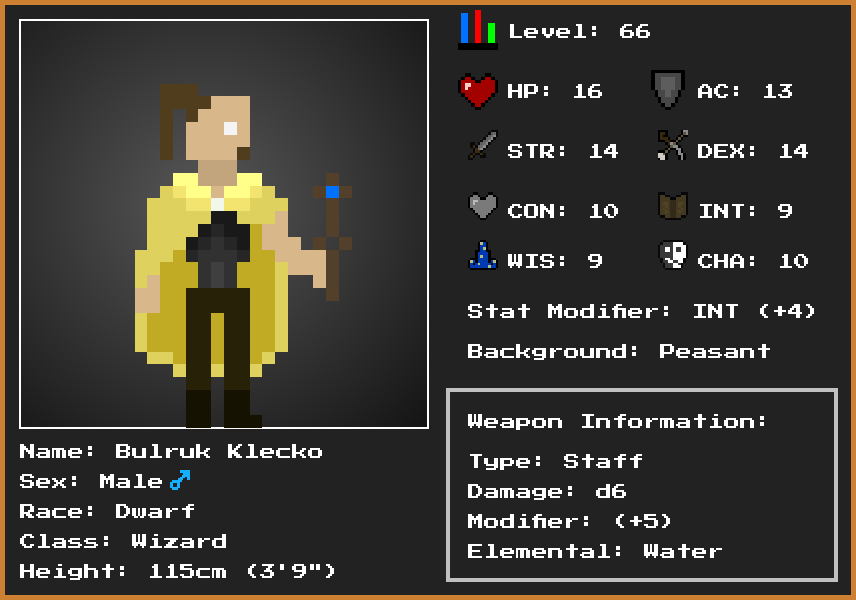 Level: 66
HP: 16 AC: 13
STR: 14 DEX: 14
CON: 10 INT: 9
WIS: 9 CHA: 10
Stat Modifier: INT (+4)
Background: Peasant
Weapon Information:
Type: Staff
Damage: d6
Modifier: (+5)
Elemental: Water
Name: Bulruk Klecko
Sex: Male♂
Race: Dwarf
Class: Wizard
Height: 115cm (3'9")